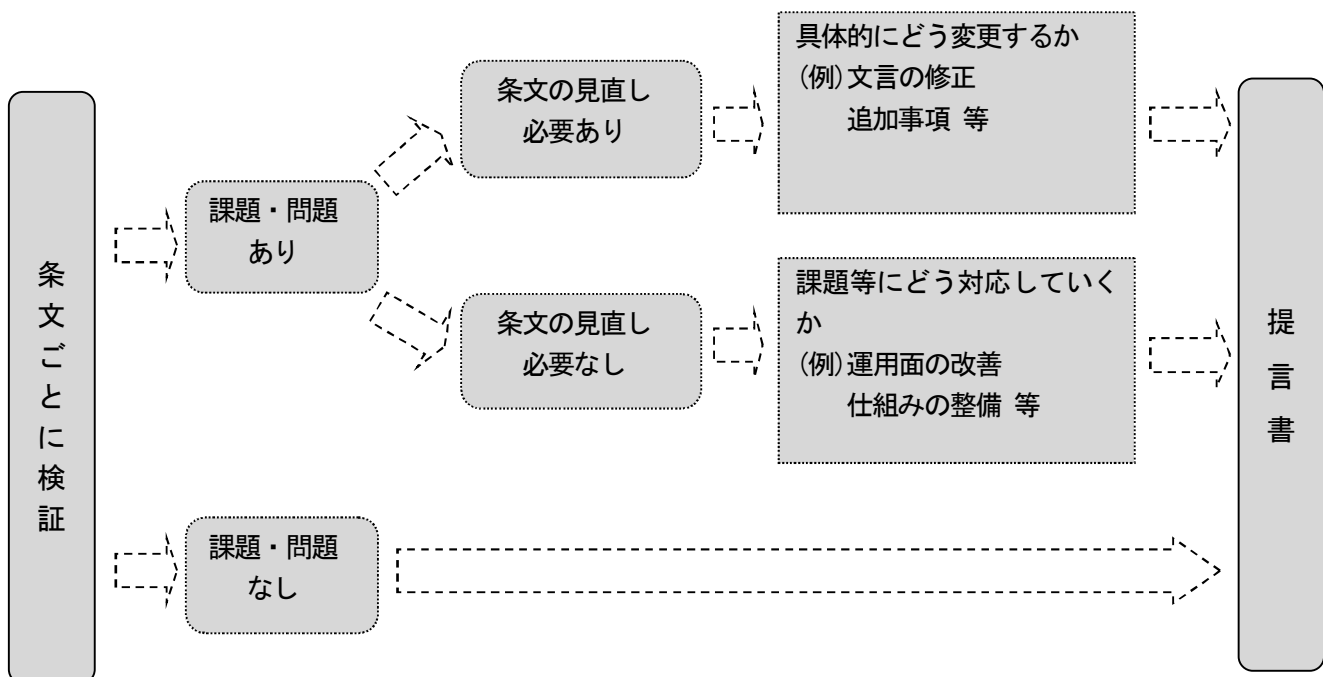 条文ごとに検証
課題・問題
あり
条文の見直し
必要あり
具体的にどう変更するか
(例)文言の修正
追加事項 等
条文の見直し
必要なし
課題等にどう対応していく
か
(例)運用面の改善
仕組みの整備 等
課題・問題
なし
提言書